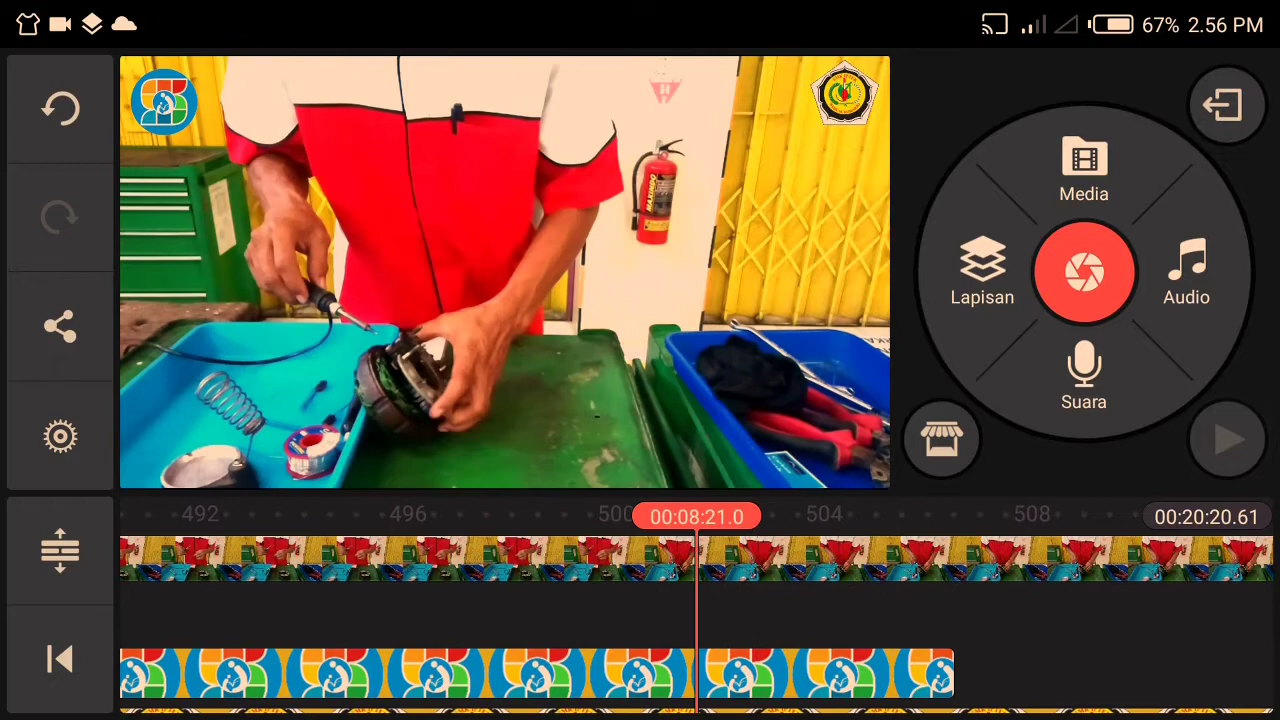 67% 2.56 PM
Media
Lapisan
Audio
Suara
MAXINDO
492
496
500
00:08:21.0
504
508
00:20:20.61